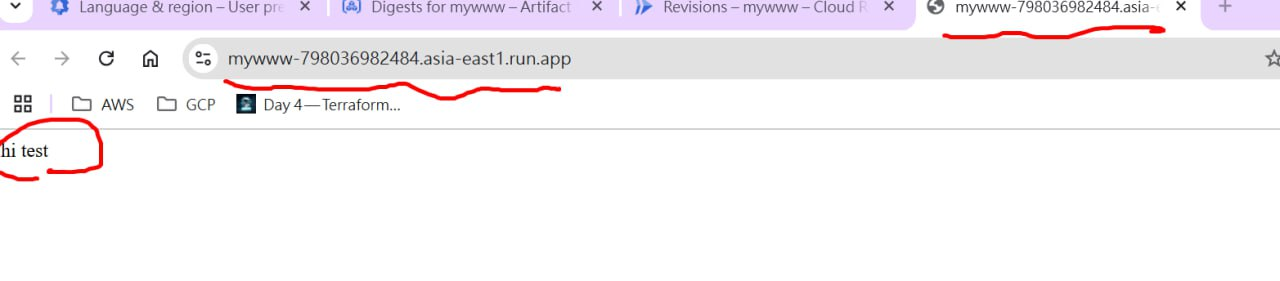 Language & region – User pre
Digests for mywww – Artifact
Revisions – mywww – Cloud R
mywww-798036982484.asia-e
mywww-798036982484.asia-east1.run.app
AWS
GCP
Day 4—Terraform...
hi test